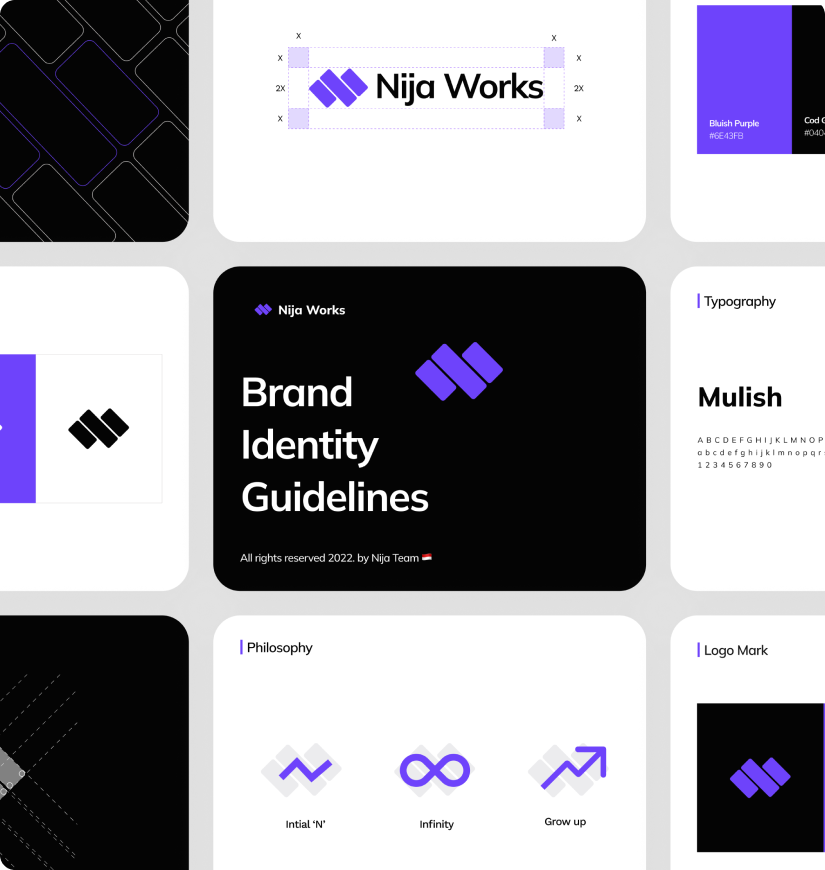 X
X
X
X
2X
Nija Works
2X
X
X
Bluish Purple
#6E43FB
Cod
#040
Nija Works
Brand
Identity
Guidelines
All rights reserved 2022. by Nija Team 🇮🇩
Typography
Mulish
A B C D E F G H I J K L M N O P
a b c d e f g h i j k l m n o p q r
1 2 3 4 5 6 7 8 9 0
Philosophy
Intial ‘N’
Infinity
Grow up
Logo Mark